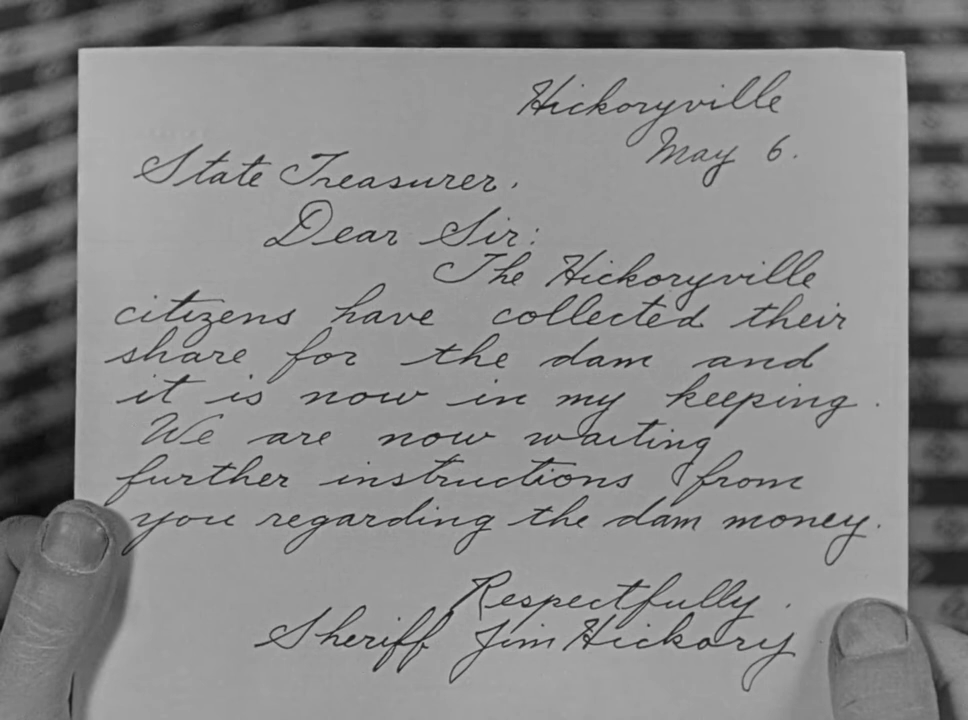 Hickoryville
May 6.
State Treasurer.
Dear Sir:
The Hickoryville
citizens have collected their
share for the dam and
it is now in my keeping.
We are now waiting
further instructions from
you regarding the dam money.
Respectfully.
Sheriff Jim Hickory